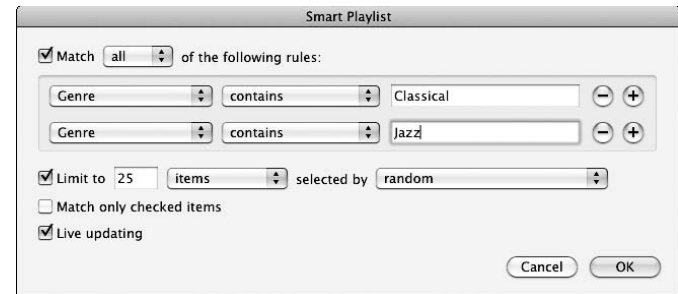 Smart Playlist
Match all of the following rules:
Genre contains Classical
Genre contains Jazz
Limit to 25 items selected by random
Match only checked items
Live updating
Cancel OK